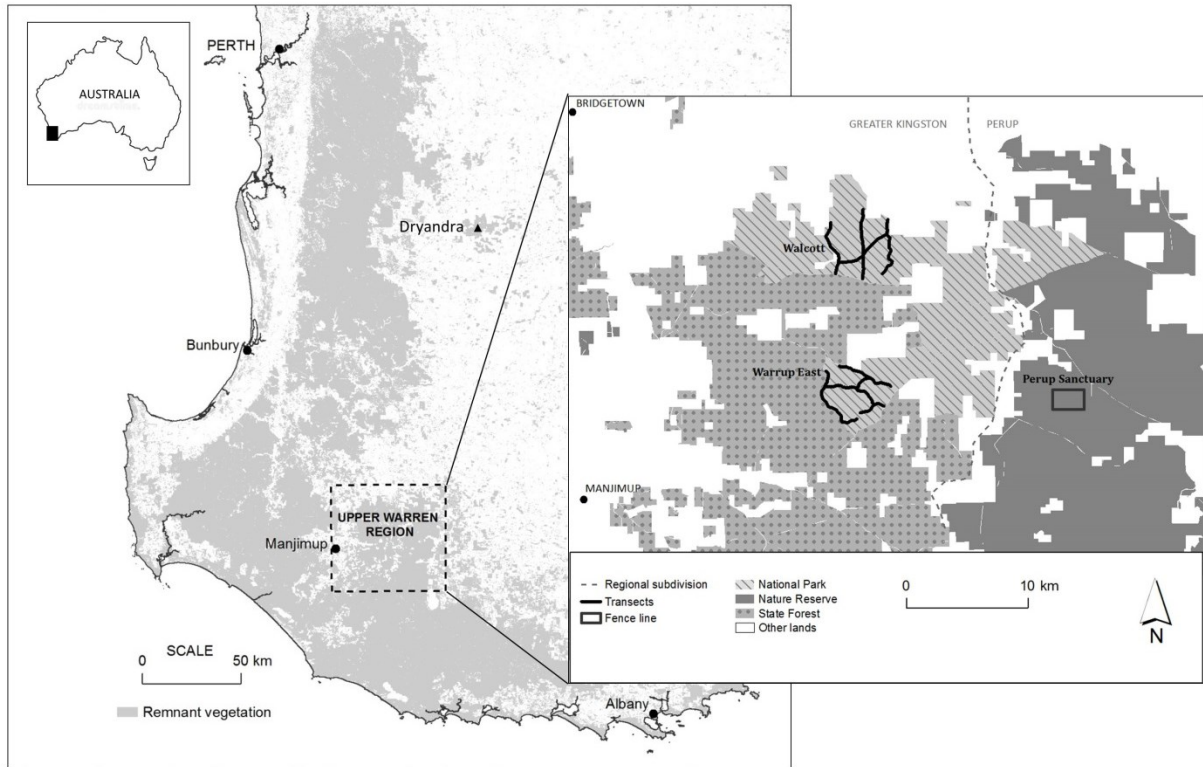 PERTH
AUSTRALIA
Dryandra
Bunbury
UPPER WARREN
REGION
Manjimup
SCALE
0 50 km
Remnant vegetation
Albany
BRIDGETOWN
GREATER KINGSTON
PERUP
Walcott
Warrup East
Perup Sanctuary
MANJIMUP
Regional subdivision
Transects
Fence line
National Park
Nature Reserve
State Forest
Other lands
0 10 km
N